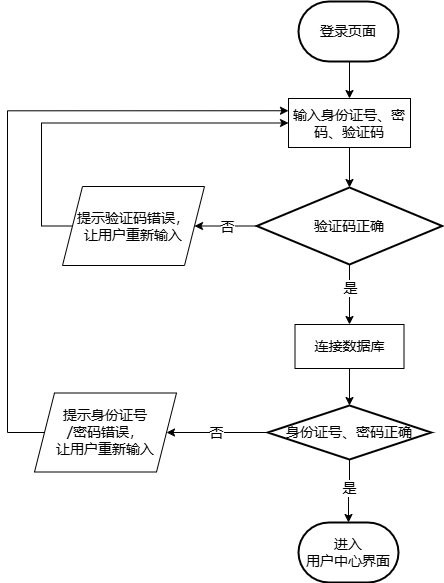 登录页面
输入身份证号、密
码、验证码
提示验证码错误，
让用户重新输入
否
验证码正确
是
连接数据库
提示身份证号
/密码错误，
让用户重新输入
否
身份证号、密码正确
是
进入
用户中心界面